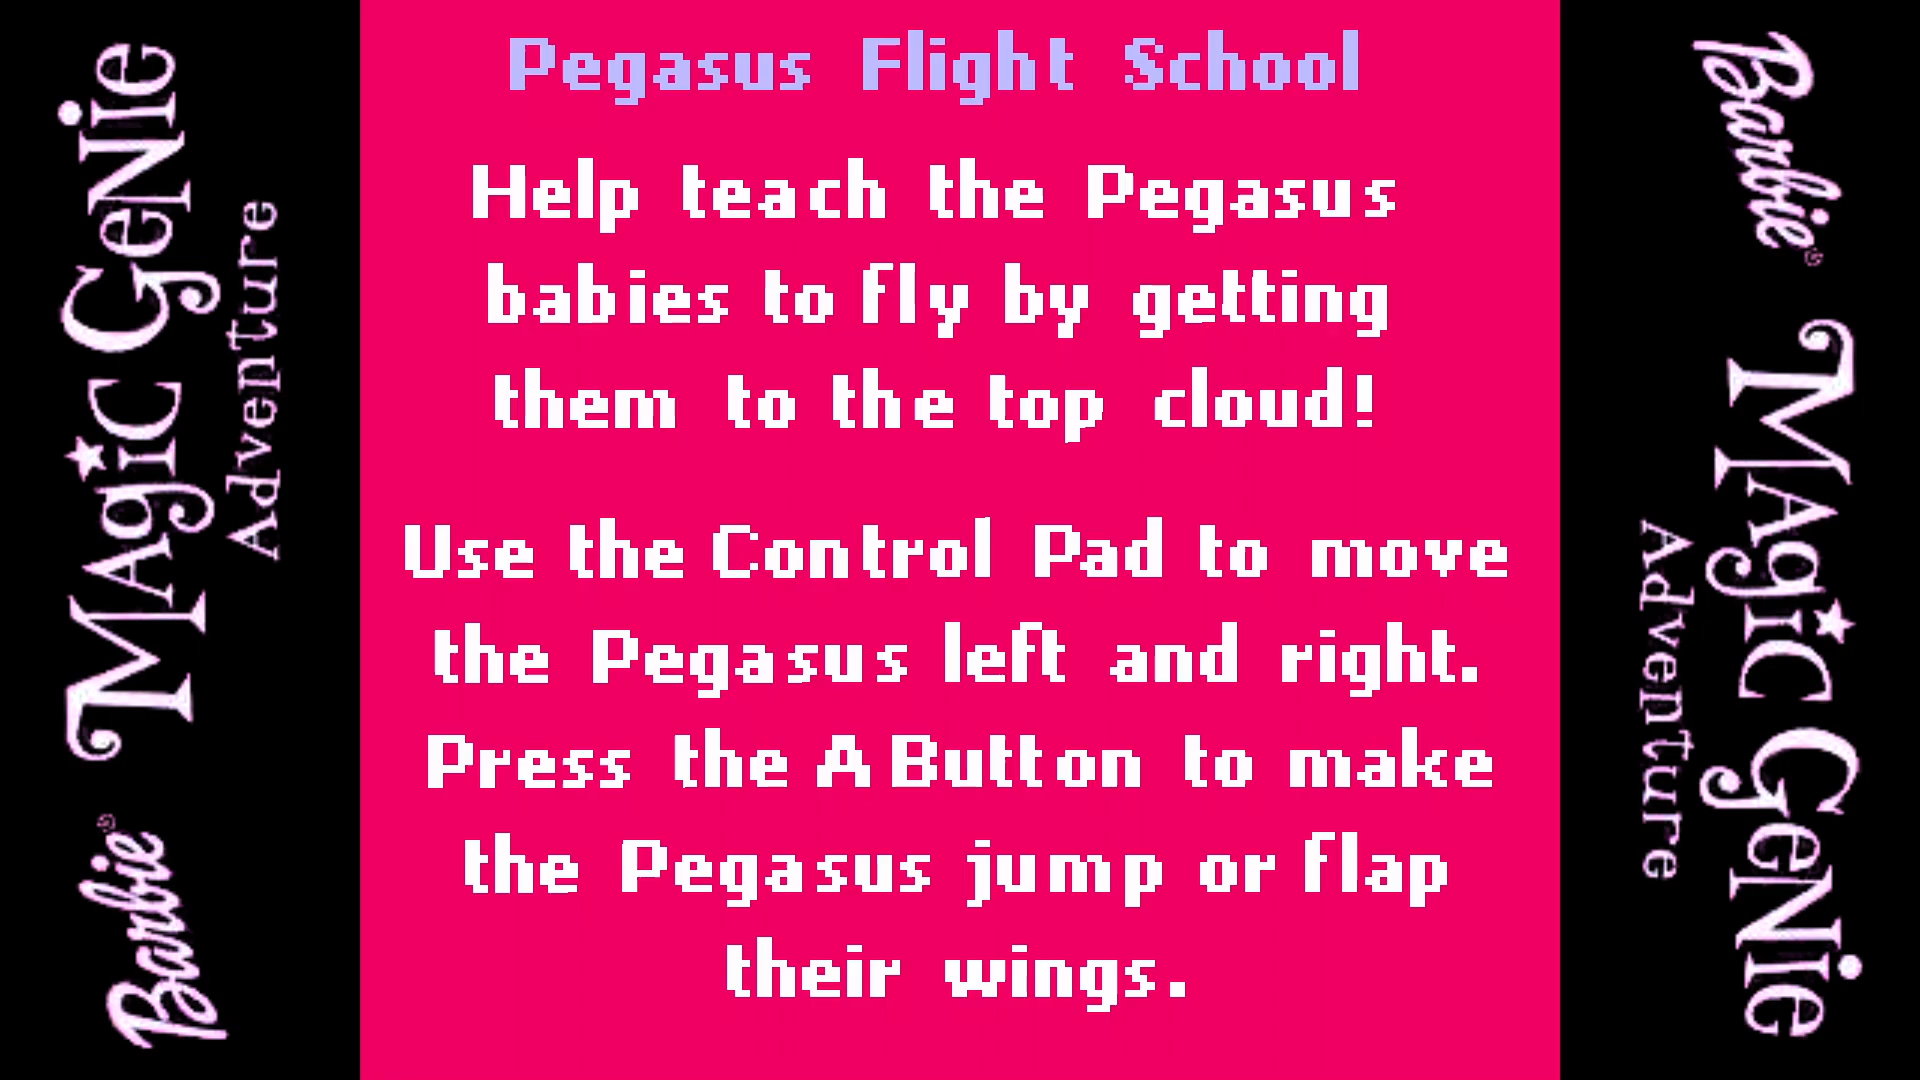 Barbie
Magic Genie
Adventure
Pegasus Flight School
Help teach the Pegasus
babies to fly by getting
them to the top cloud!
Use the Control Pad to move
the Pegasus left and right.
Press the A Button to make
the Pegasus jump or flap
their wings.
Barbie
Magic Genie
Adventure